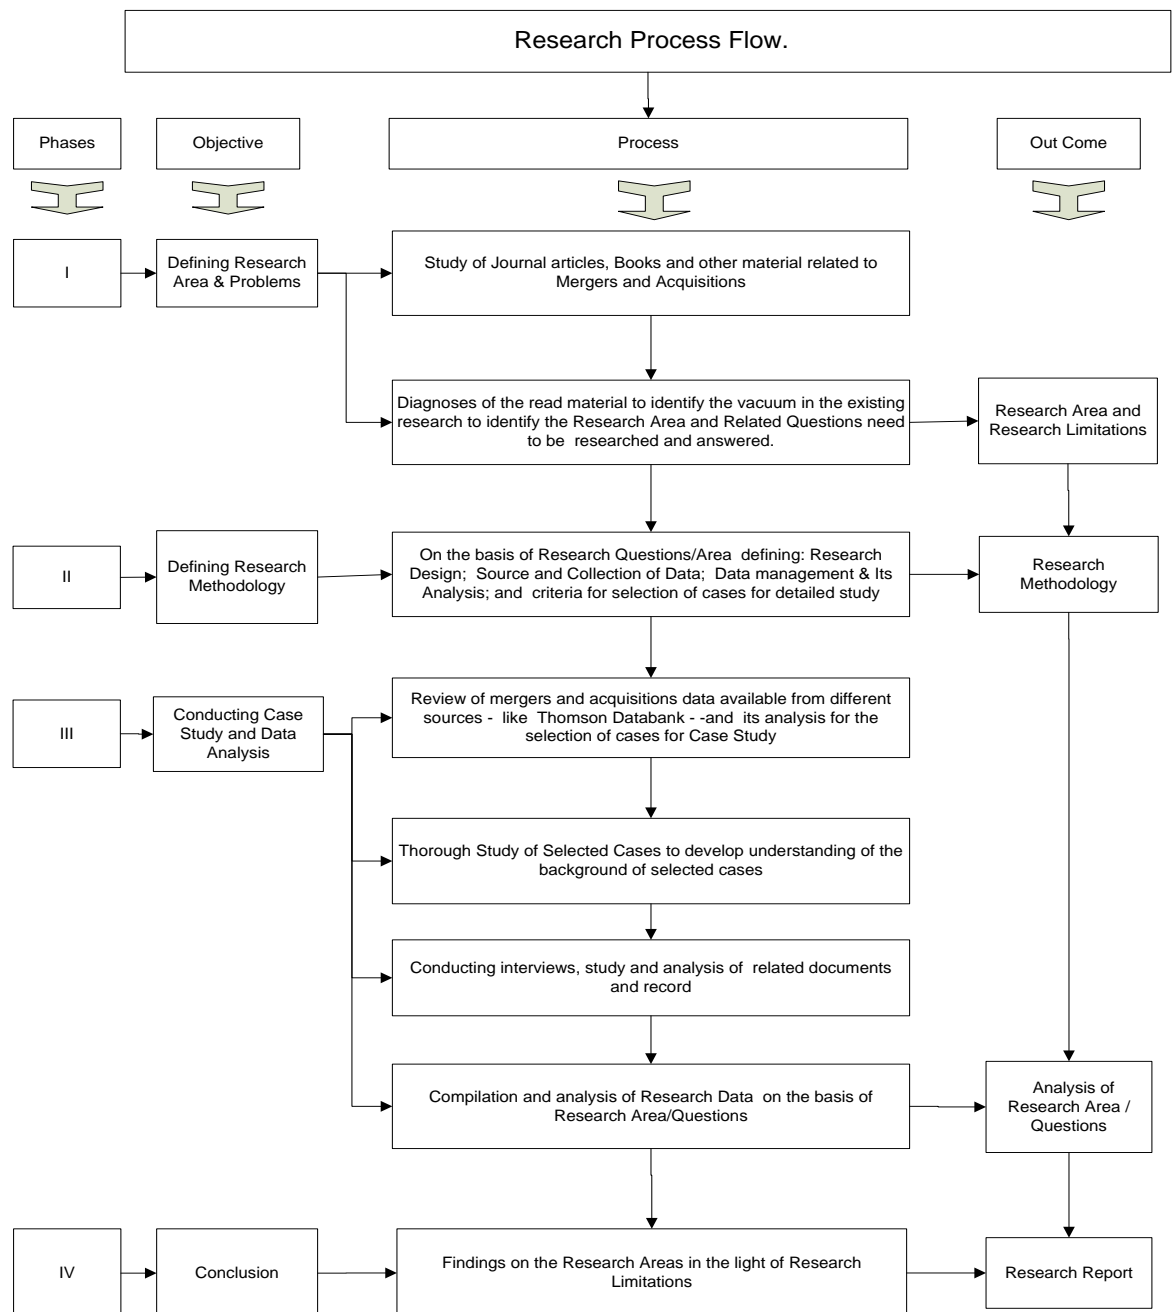 Research Process Flow.
Phases
Objective
Process
Out Come
I
Defining Research
Area & Problems
Study of Journal articles, Books and other material related to
Mergers and Acquisitions
Diagnoses of the read material to identify the vacuum in the existing
research to identify the Research Area and Related Questions need
to be researched and answered.
Research Area and
Research Limitations
II
Defining Research
Methodology
On the basis of Research Questions/Area defining: Research
Design; Source and Collection of Data; Data management & Its
Analysis; and criteria for selection of cases for detailed study
Research
Methodology
III
Conducting Case
Study and Data
Analysis
Review of mergers and acquisitions data available from different
sources - like Thomson Databank - -and its analysis for the
selection of cases for Case Study
Thorough Study of Selected Cases to develop understanding of the
background of selected cases
Conducting interviews, study and analysis of related documents
and record
Compilation and analysis of Research Data on the basis of
Research Area/Questions
Analysis of
Research Area /
Questions
IV
Conclusion
Findings on the Research Areas in the light of Research
Limitations
Research Report